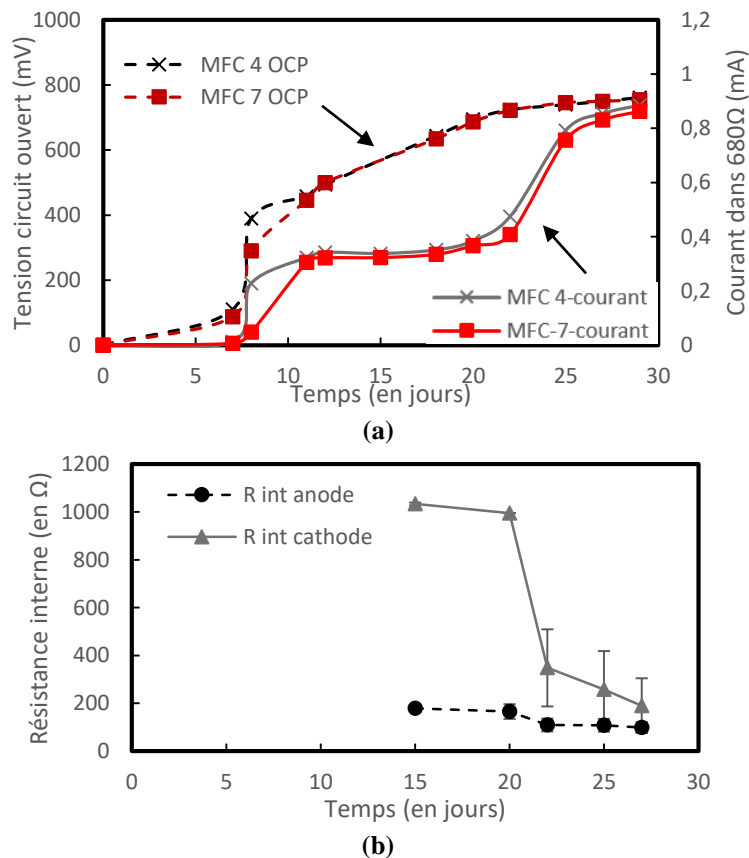 1000
800
600
400
200
0
Tension circuit ouvert (mV)
MFC 4 OCP
MFC 7 OCP
MFC 4-courant
MFC-7-courant
1,2
1
0,8
0,6
0,4
0,2
0
Courant dans 680Ω (mA)
0 5 10 15 20 25 30
Temps (en jours)
(a)
1200
1000
800
600
400
200
0
Résistance interne (en Ω)
R int anode
R int cathode
0 5 10 15 20 25 30
Temps (en jours)
(b)